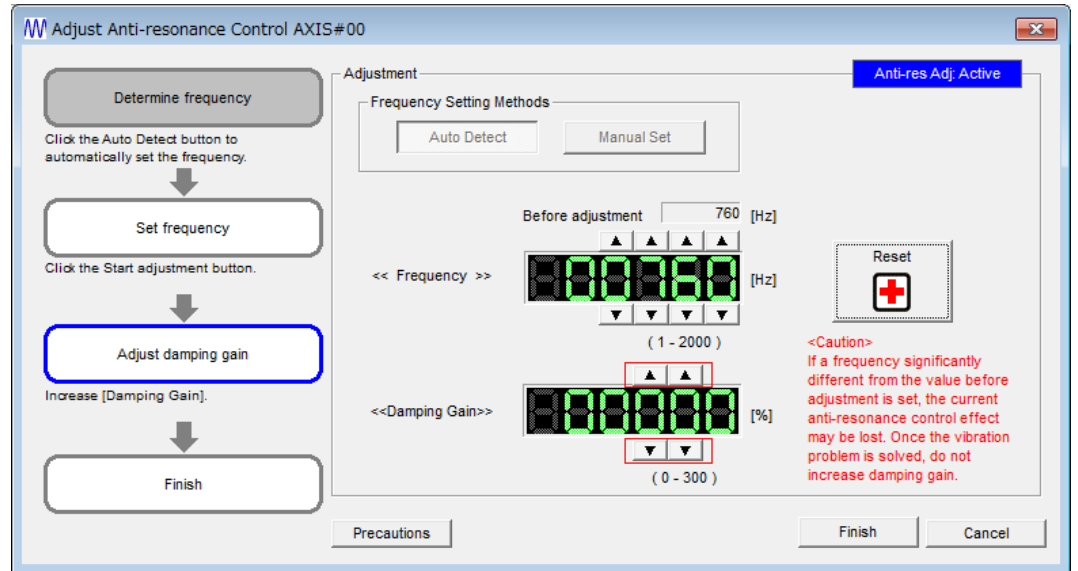 Adjust Anti-resonance Control AXIS#00
Determine frequency
Click the Auto Detect button to
automatically set the frequency.
Set frequency
Click the Start adjustment button.
Adjust damping gain
Increase [Damping Gain].
Finish
Adjustment
Anti-res Adj: Active
Frequency Setting Methods
Auto Detect
Manual Set
Before adjustment 760 [Hz]
<< Frequency >> 00760 [Hz]
( 1 - 2000 )
<<Damping Gain>> 00000 [%]
( 0 - 300 )
Reset
<Caution>
If a frequency significantly
different from the value before
adjustment is set, the current
anti-resonance control effect
may be lost. Once the vibration
problem is solved, do not
increase damping gain.
Precautions
Finish
Cancel